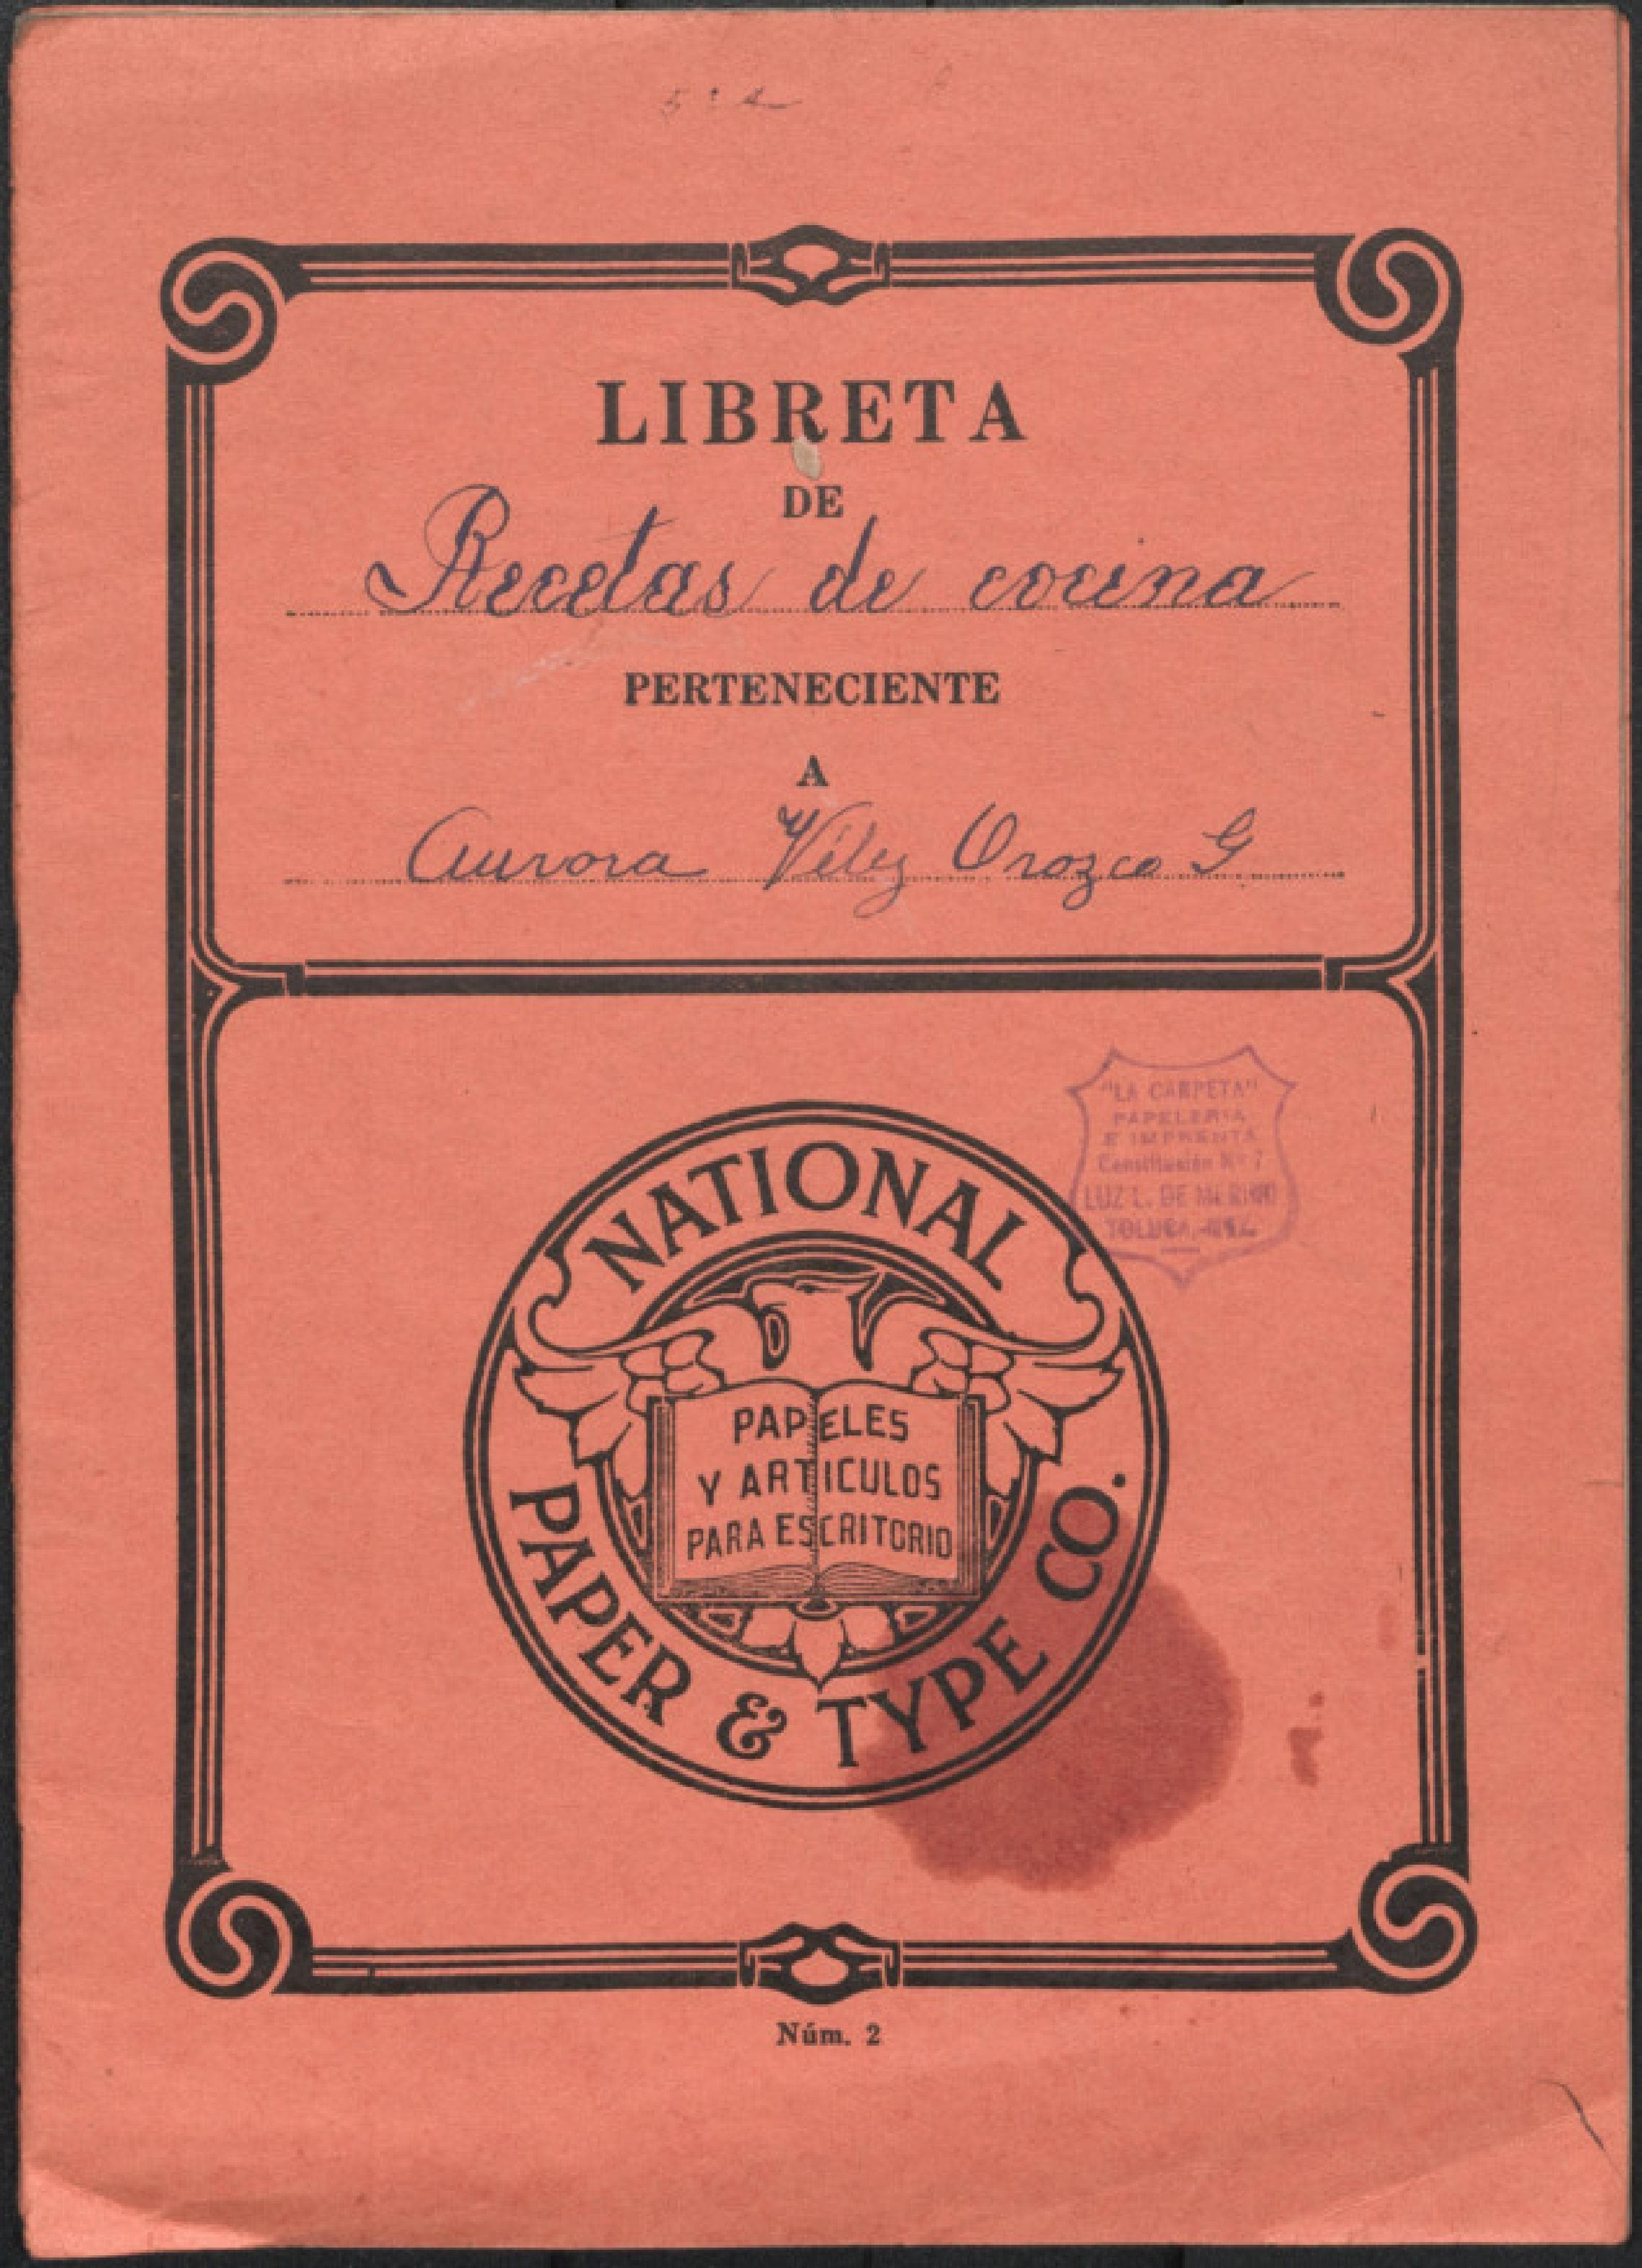 LIBRETA
DE
Recetas de cocina
PERTENECIENTE
A
Aurora Vélez Orozco G
"LA CARPETA"
PAPELERIA
E IMPRENTA
Constitución Nº 7
LUZ L. DE MERINO
TOLUCA, MEX.
NATIONAL
PAPELES
Y ARTICULOS
PARA ESCRITORIO
PAPER & TYPE CO.
Núm. 2